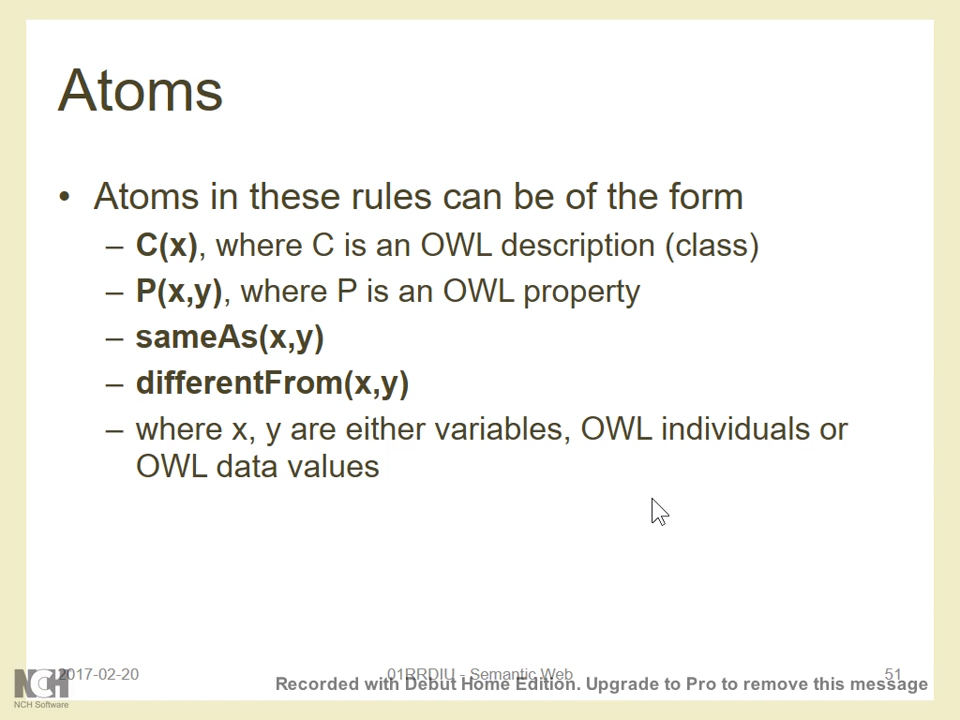 Atoms
• Atoms in these rules can be of the form
– C(x), where C is an OWL description (class)
– P(x,y), where P is an OWL property
– sameAs(x,y)
– differentFrom(x,y)
– where x, y are either variables, OWL individuals or
OWL data values
2017-02-20
01RRDIU - Semantic Web
51
Recorded with Debut Home Edition. Upgrade to Pro to remove this message
NCH
NCH Software